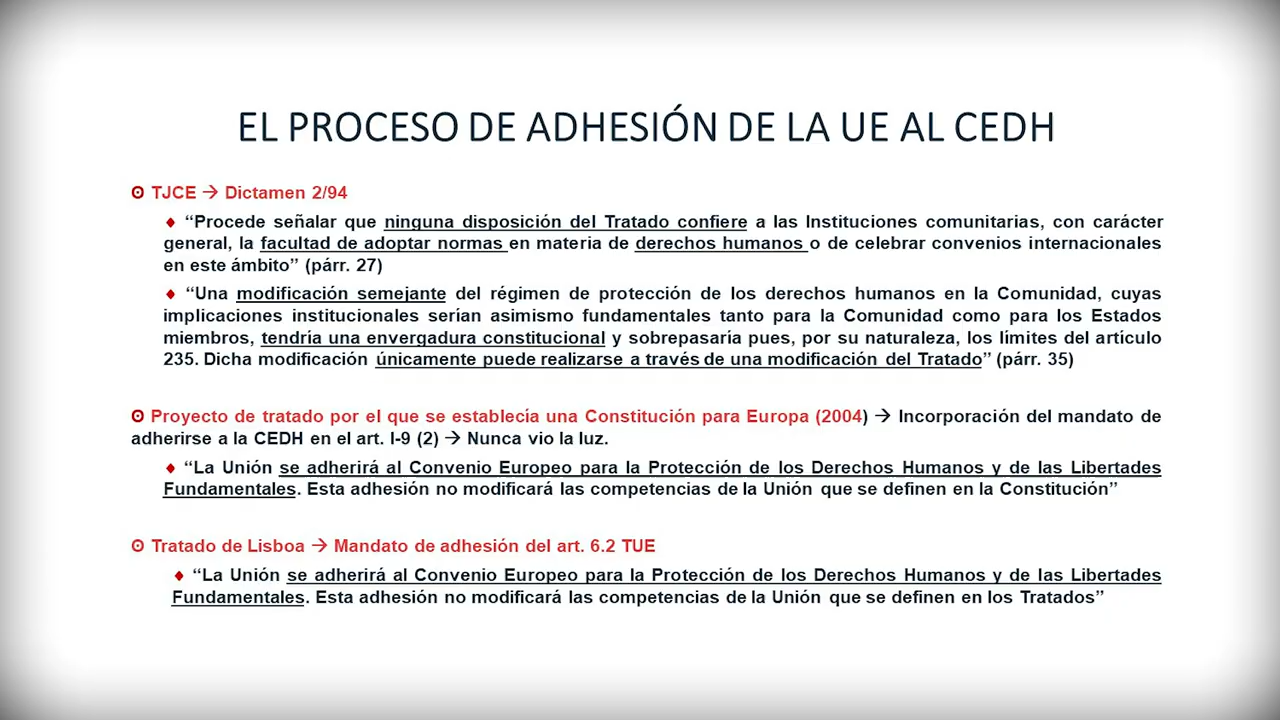 EL PROCESO DE ADHESIÓN DE LA UE AL CEDH
TJCE → Dictamen 2/94
“Procede señalar que ninguna disposición del Tratado confiere a las Instituciones comunitarias, con carácter
general, la facultad de adoptar normas en materia de derechos humanos o de celebrar convenios internacionales
en este ámbito” (párr. 27)
“Una modificación semejante del régimen de protección de los derechos humanos en la Comunidad, cuyas
implicaciones institucionales serían asimismo fundamentales tanto para la Comunidad como para los Estados
miembros, tendría una envergadura constitucional y sobrepasaría pues, por su naturaleza, los límites del artículo
235. Dicha modificación únicamente puede realizarse a través de una modificación del Tratado” (párr. 35)
Proyecto de tratado por el que se establecía una Constitución para Europa (2004) → Incorporación del mandato de
adherirse a la CEDH en el art. I-9 (2) → Nunca vio la luz.
“La Unión se adherirá al Convenio Europeo para la Protección de los Derechos Humanos y de las Libertades
Fundamentales. Esta adhesión no modificará las competencias de la Unión que se definen en la Constitución”
Tratado de Lisboa → Mandato de adhesión del art. 6.2 TUE
“La Unión se adherirá al Convenio Europeo para la Protección de los Derechos Humanos y de las Libertades
Fundamentales. Esta adhesión no modificará las competencias de la Unión que se definen en los Tratados”